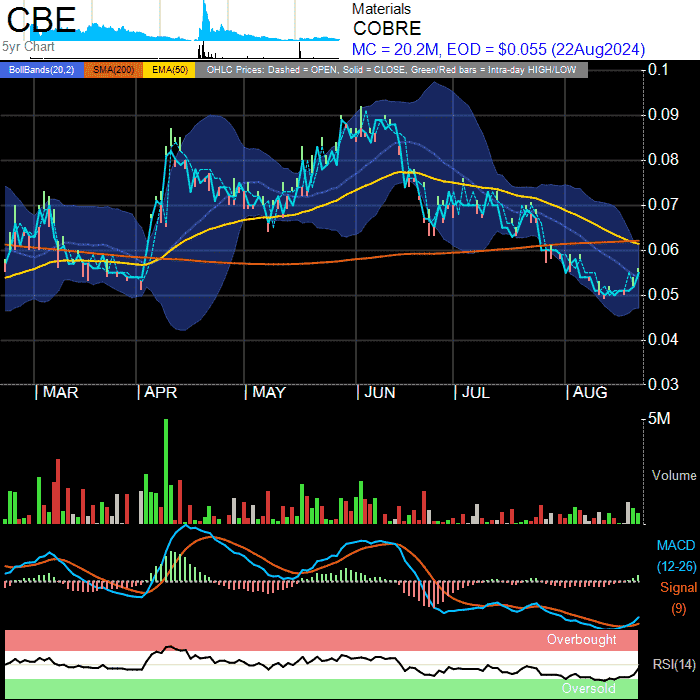 CBE
5yr Chart
Materials
COBRE
MC = 20.2M, EOD = $0.055 (22Aug2024)
BollBands(20,2) SMA(200) EMA(50) OHLC Prices: Dashed = OPEN, Solid = CLOSE, Green/Red bars = Intra-day HIGH/LOW
0.1
0.09
0.08
0.07
0.06
0.05
0.04
0.03
MAR APR MAY JUN JUL AUG
5M
Volume
MACD
(12-26)
Signal
(9)
Overbought
RSI(14)
Oversold